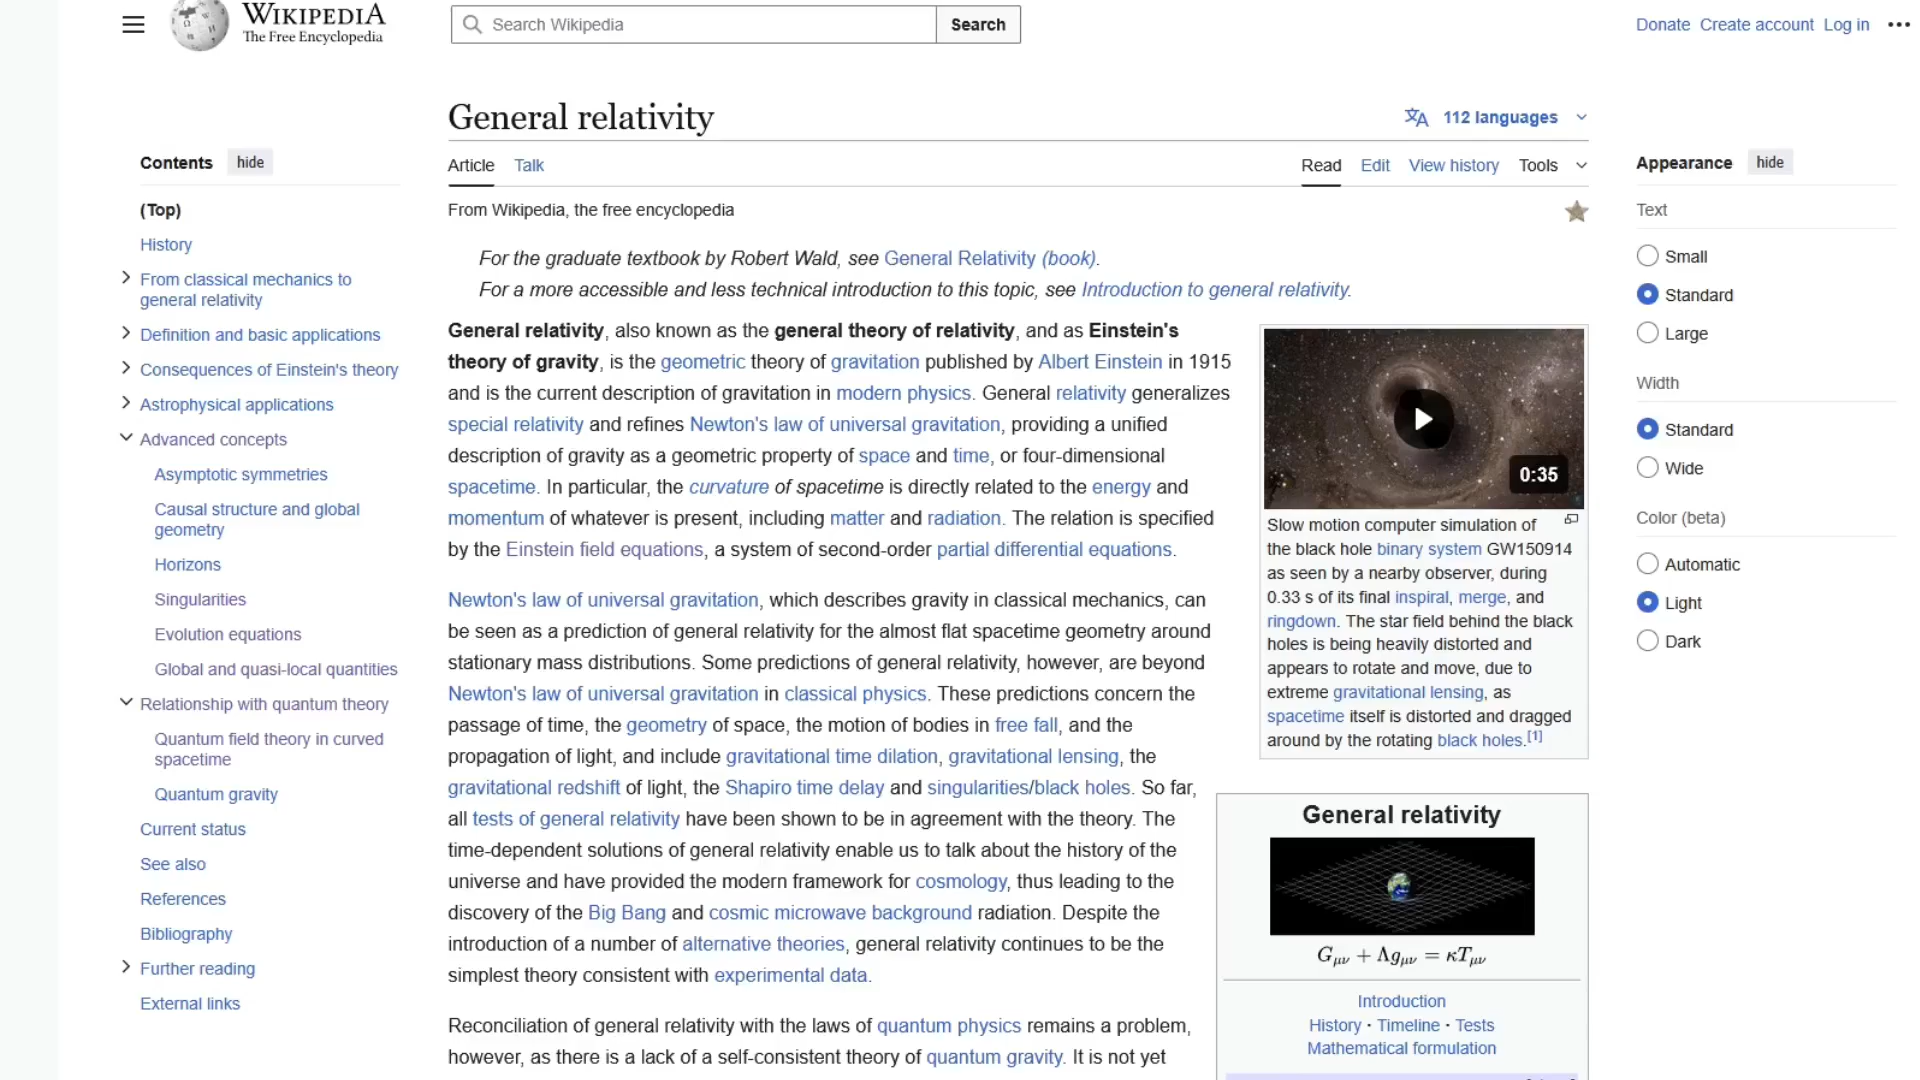 WIKIPEDIA
The Free Encyclopedia
Search Wikipedia
Search
Donate Create account Log in
General relativity
112 languages
Contents hide
(Top)
History
From classical mechanics to
general relativity
Definition and basic applications
Consequences of Einstein's theory
Astrophysical applications
Advanced concepts
Asymptotic symmetries
Causal structure and global
geometry
Horizons
Singularities
Evolution equations
Global and quasi-local quantities
Relationship with quantum theory
Quantum field theory in curved
spacetime
Quantum gravity
Current status
See also
References
Bibliography
Further reading
External links
Article Talk
Read Edit View history Tools
From Wikipedia, the free encyclopedia
For the graduate textbook by Robert Wald, see General Relativity (book).
For a more accessible and less technical introduction to this topic, see Introduction to general relativity.
General relativity, also known as the general theory of relativity, and as Einstein's
theory of gravity, is the geometric theory of gravitation published by Albert Einstein in 1915
and is the current description of gravitation in modern physics. General relativity generalizes
special relativity and refines Newton's law of universal gravitation, providing a unified
description of gravity as a geometric property of space and time, or four-dimensional
spacetime. In particular, the curvature of spacetime is directly related to the energy and
momentum of whatever is present, including matter and radiation. The relation is specified
by the Einstein field equations, a system of second-order partial differential equations.
Newton's law of universal gravitation, which describes gravity in classical mechanics, can
be seen as a prediction of general relativity for the almost flat spacetime geometry around
stationary mass distributions. Some predictions of general relativity, however, are beyond
Newton's law of universal gravitation in classical physics. These predictions concern the
passage of time, the geometry of space, the motion of bodies in free fall, and the
propagation of light, and include gravitational time dilation, gravitational lensing, the
gravitational redshift of light, the Shapiro time delay and singularities/black holes. So far,
all tests of general relativity have been shown to be in agreement with the theory. The
time-dependent solutions of general relativity enable us to talk about the history of the
universe and have provided the modern framework for cosmology, thus leading to the
discovery of the Big Bang and cosmic microwave background radiation. Despite the
introduction of a number of alternative theories, general relativity continues to be the
simplest theory consistent with experimental data.
Reconciliation of general relativity with the laws of quantum physics remains a problem,
however, as there is a lack of a self-consistent theory of quantum gravity. It is not yet
0:35
Slow motion computer simulation of
the black hole binary system GW150914
as seen by a nearby observer, during
0.33 s of its final inspiral, merge, and
ringdown. The star field behind the black
holes is being heavily distorted and
appears to rotate and move, due to
extreme gravitational lensing, as
spacetime itself is distorted and dragged
around by the rotating black holes.[1]
General relativity
Gμν + Λgμν = κTμν
Introduction
History · Timeline · Tests
Mathematical formulation
Appearance hide
Text
Small
Standard
Large
Width
Standard
Wide
Color (beta)
Automatic
Light
Dark